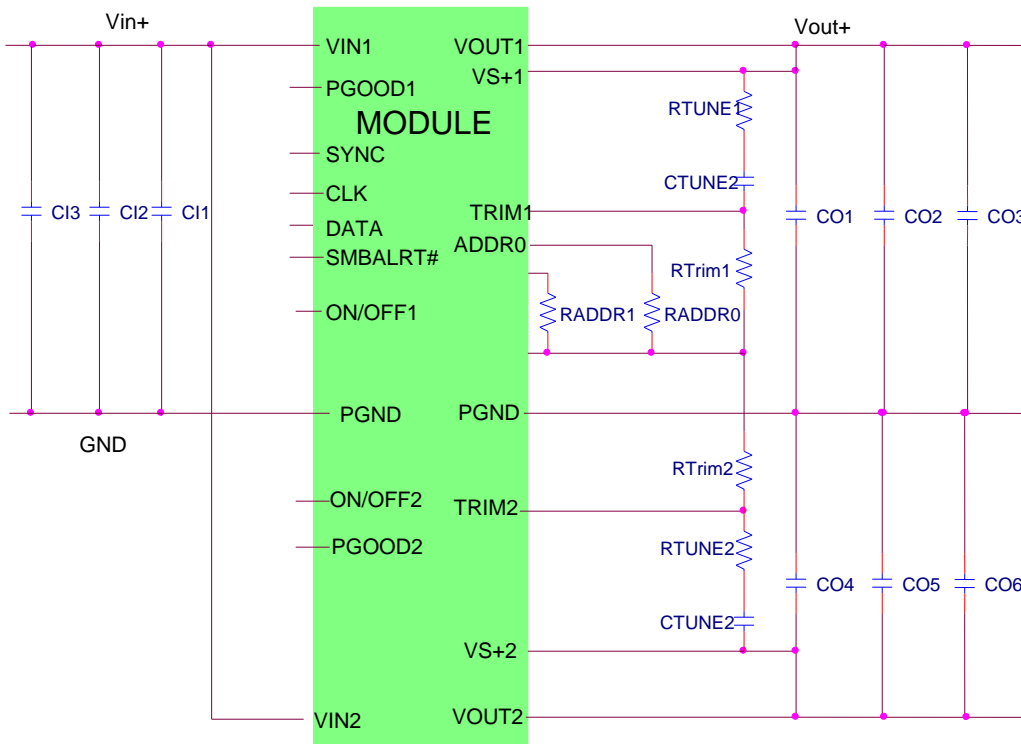 Vin+
Vout+
VIN1
VOUT1
VS+1
PGOOD1
RTUNE1
MODULE
SYNC
CTUNE2
CLK
CI3
CI2
CI1
TRIM1
CO1
CO2
CO3
DATA
ADDR0
SMBALRT#
RTrim1
ON/OFF1
RADDR1
RADDR0
PGND
PGND
GND
RTrim2
ON/OFF2
TRIM2
PGOOD2
RTUNE2
CO4
CO5
CO6
CTUNE2
VS+2
VIN2
VOUT2